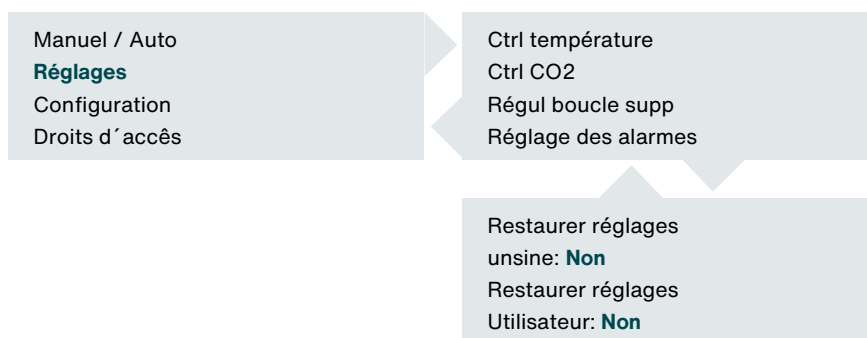 Manuel / Auto
Réglages
Configuration
Droits d´accês
Ctrl température
Ctrl CO2
Régul boucle supp
Réglage des alarmes
Restaurer réglages
unsine: Non
Restaurer réglages
Utilisateur: Non